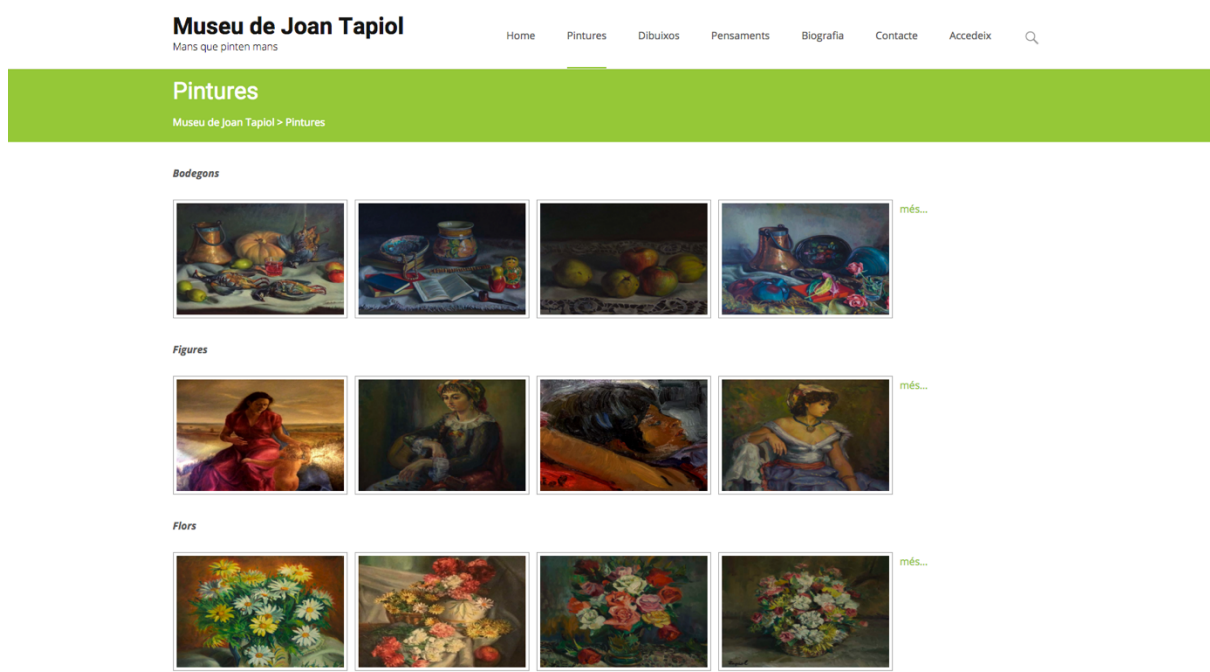 Museu de Joan Tapiol
Mans que pinten mans
Home Pintures Dibuixos Pensaments Biografia Contacte Accedeix
Pintures
Museu de Joan Tapiol > Pintures
Bodegons
més...
Figures
més...
Flors
més...